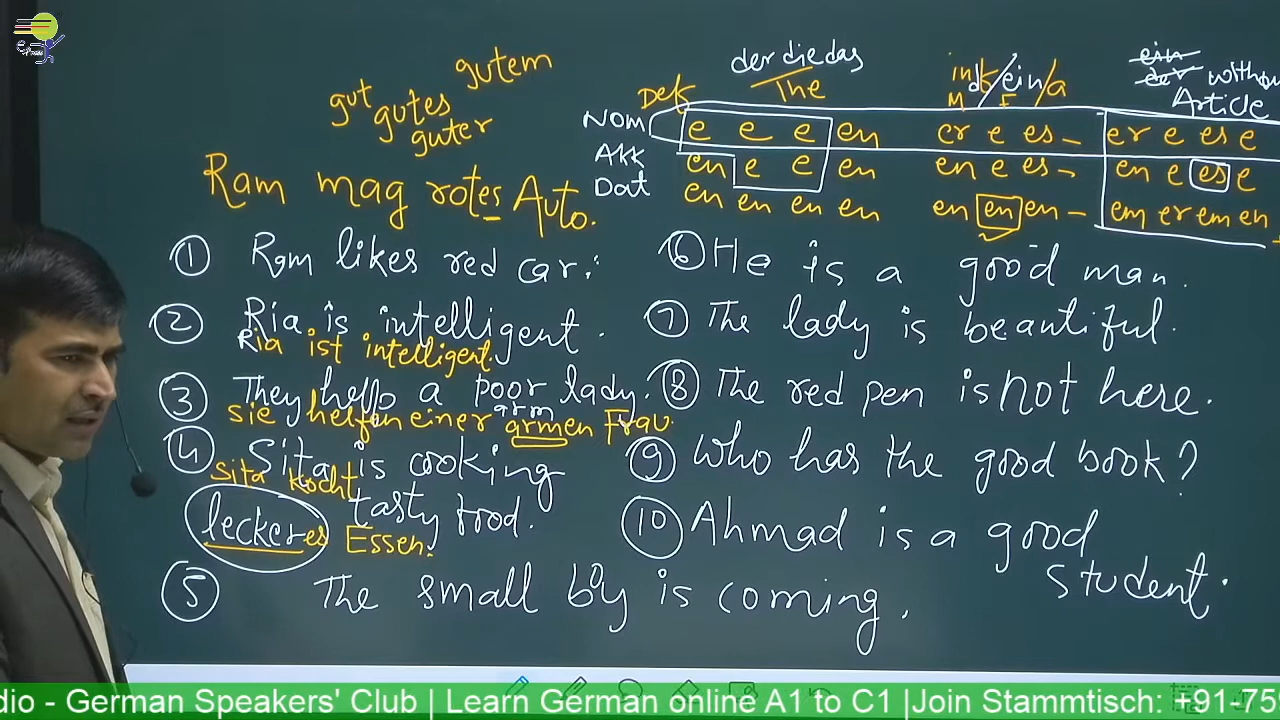 gut gutes guter gutem
der die das
Def The
ein/a
M F
ein
der without
Article
Nom e e e en er e es - er e es e
Akk en e e en en e es - en e es e
Dat en en en en en en en - em er em en
Ram mag rotes Auto.
① Ram likes red car.
② Ria is intelligent.
Ria ist intelligent.
③ They help a poor lady.
arm
sie helfen einer armen Frau.
④ Sita is cooking
Sita kocht
tasty food.
leckeres Essen.
⑤ The small boy is coming.
⑥ He is a good man.
⑦ The lady is beautiful.
⑧ The red pen is not here.
⑨ Who has the good book?
⑩ Ahmad is a good
student.
dio - German Speakers' Club | Learn German online A1 to C1 |Join Stammtisch: +91-75